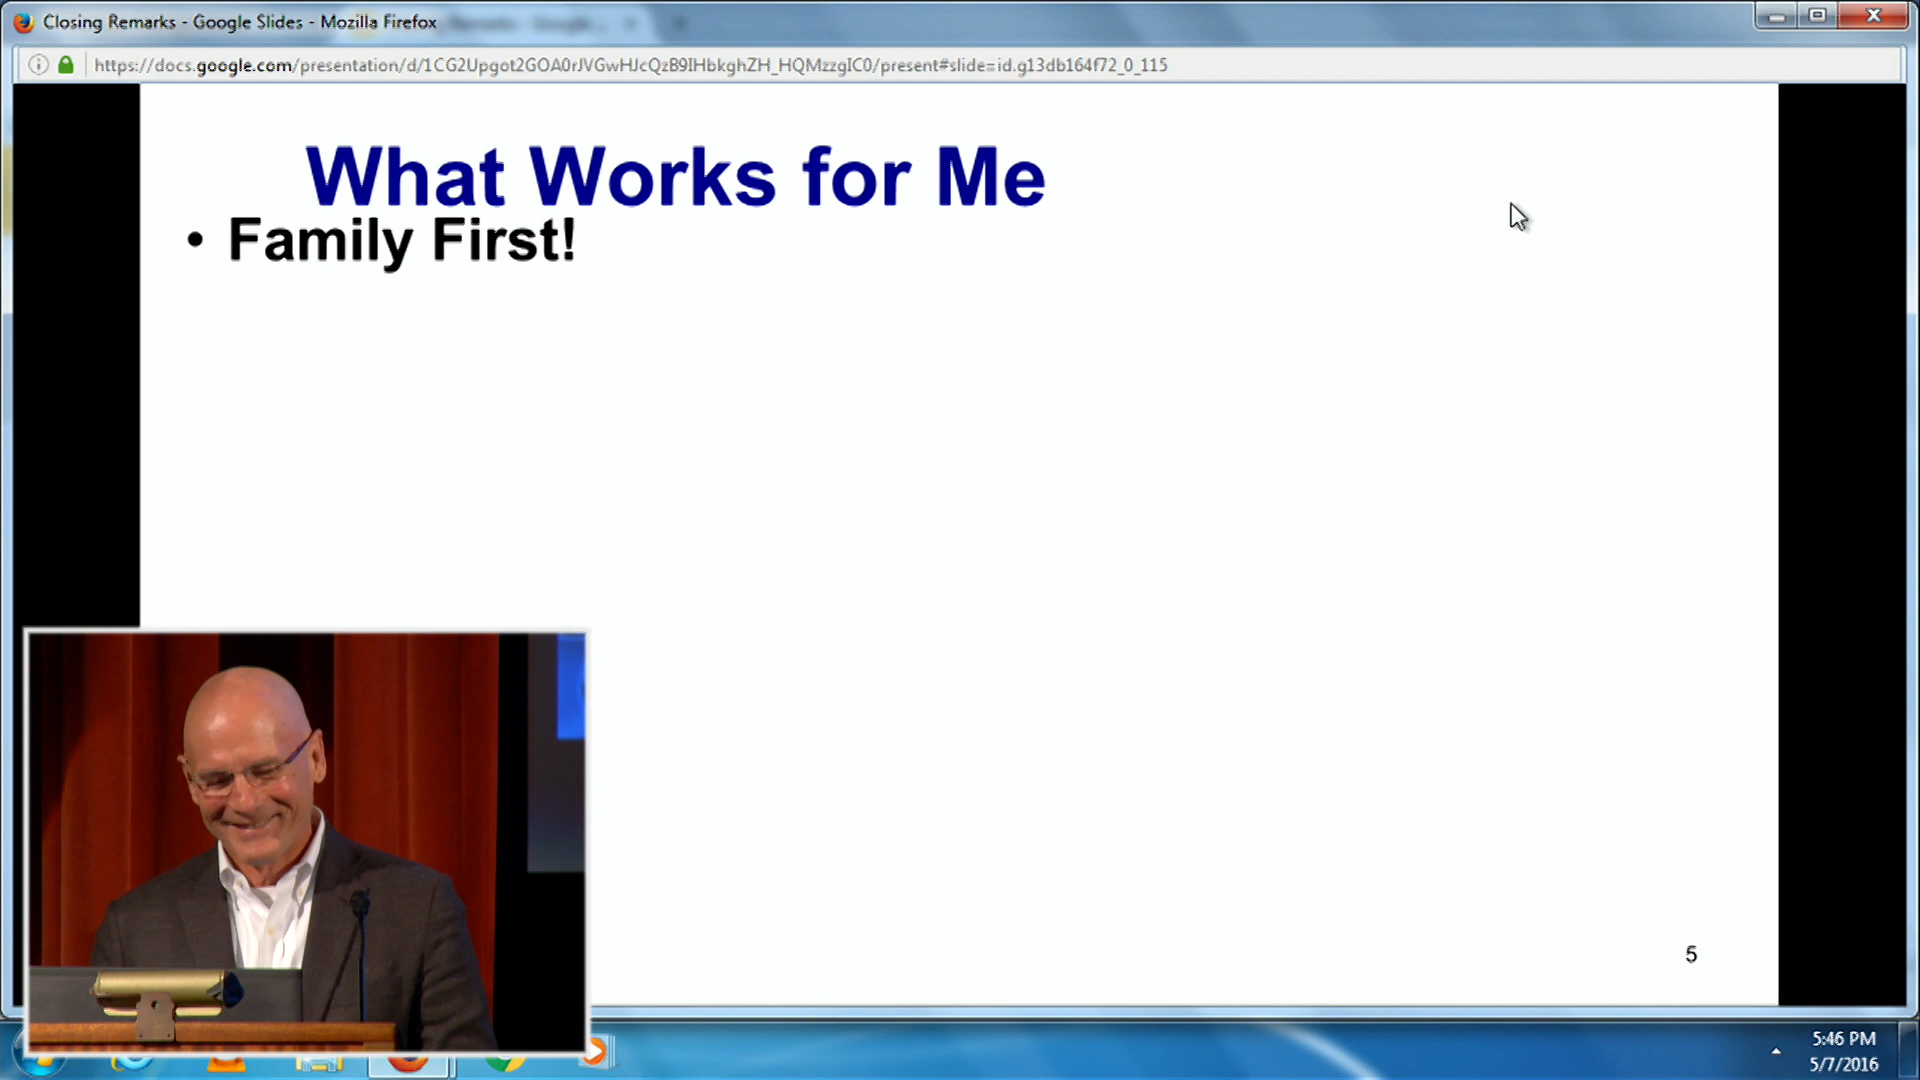 Closing Remarks - Google Slides - Mozilla Firefox
https://docs.google.com/presentation/d/1CG2Upgot2GOA0rJVGwHJcQzB9IHbkghZH_HQMzzgIC0/present#slide=id.g13db164f72_0_115
What Works for Me
• Family First!
5
5:46 PM
5/7/2016